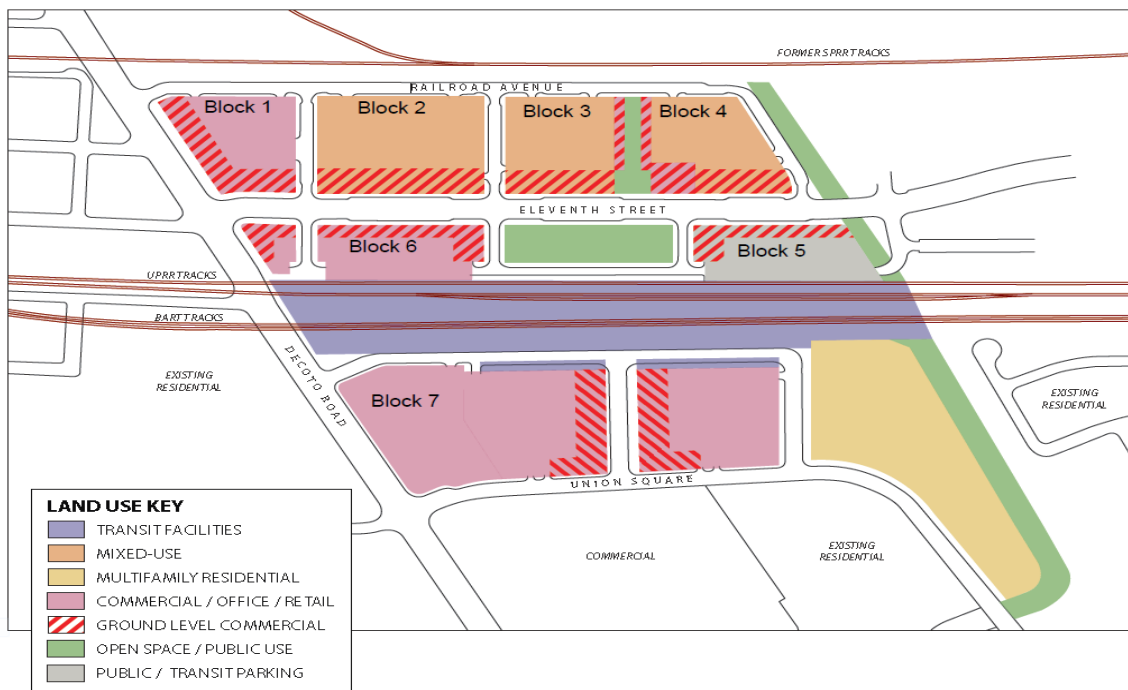 FORMER SPRR TRACKS
RAILROAD AVENUE
Block 1
Block 2
Block 3
Block 4
ELEVENTH STREET
Block 6
Block 5
UPRR TRACKS
BART TRACKS
DECOTO ROAD
EXISTING
RESIDENTIAL
Block 7
EXISTING
RESIDENTIAL
UNION SQUARE
COMMERCIAL
EXISTING
RESIDENTIAL
LAND USE KEY
TRANSIT FACILITIES
MIXED-USE
MULTIFAMILY RESIDENTIAL
COMMERCIAL / OFFICE / RETAIL
GROUND LEVEL COMMERCIAL
OPEN SPACE / PUBLIC USE
PUBLIC / TRANSIT PARKING